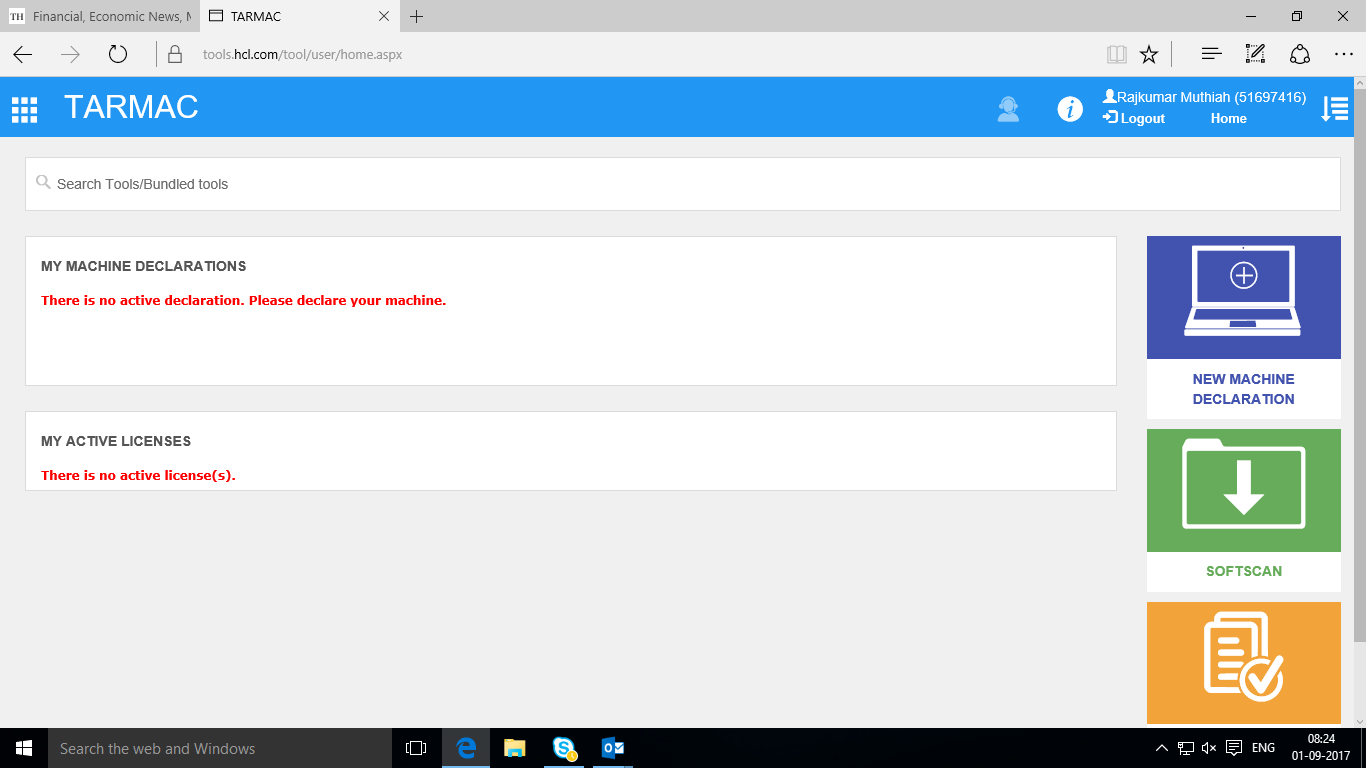 TH Financial, Economic News, M
TARMAC
tools.hcl.com/tool/user/home.aspx
TARMAC
i
Rajkumar Muthiah (51697416)
Logout Home
Search Tools/Bundled tools
MY MACHINE DECLARATIONS
There is no active declaration. Please declare your machine.
NEW MACHINE
DECLARATION
MY ACTIVE LICENSES
There is no active license(s).
SOFTSCAN
Search the web and Windows
ENG
08:24
01-09-2017